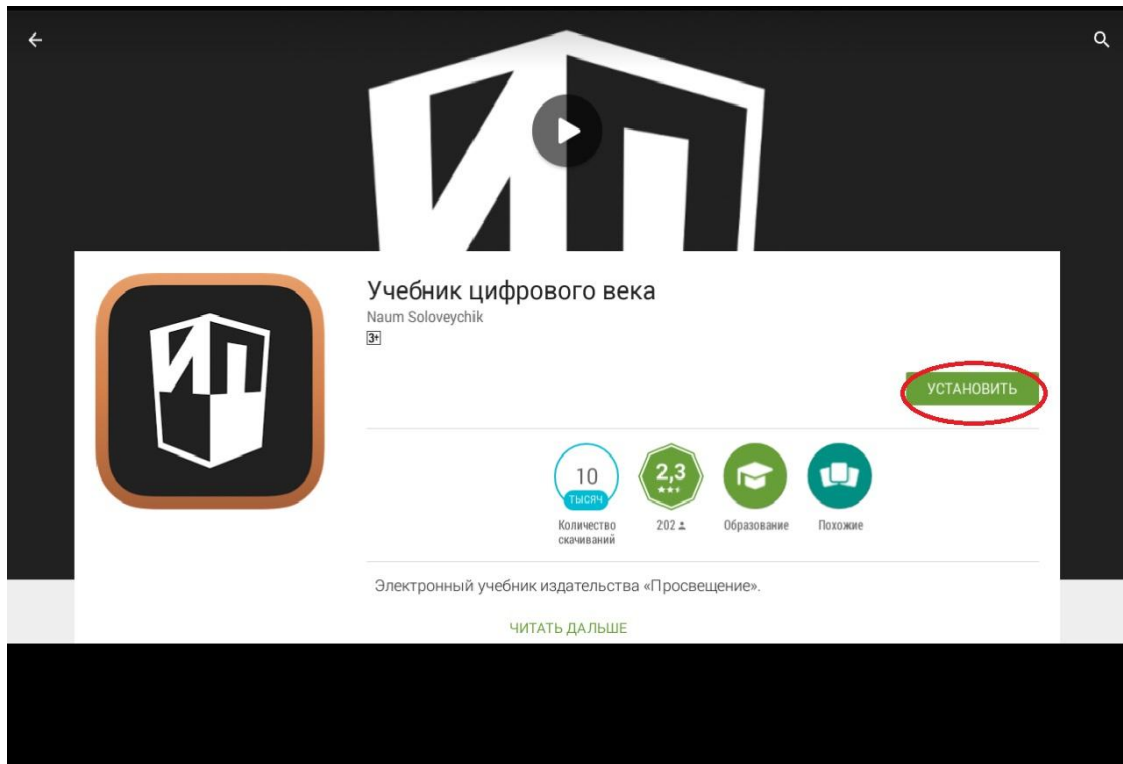 Учебник цифрового века
Naum Soloveychik
3+
УСТАНОВИТЬ
10
ТЫСЯЧ
2,3
Количество
скачиваний
202
Образование
Похожие
Электронный учебник издательства «Просвещение».
ЧИТАТЬ ДАЛЬШЕ